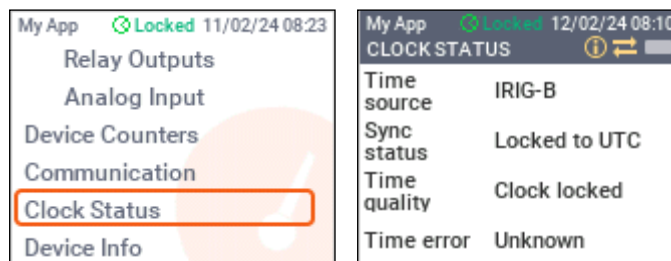 My App Locked 11/02/24 08:23
Relay Outputs
Analog Input
Device Counters
Communication
Clock Status
Device Info
My App Locked 12/02/24 08:10
CLOCK STATUS
Time source IRIG-B
Sync status Locked to UTC
Time quality Clock locked
Time error Unknown